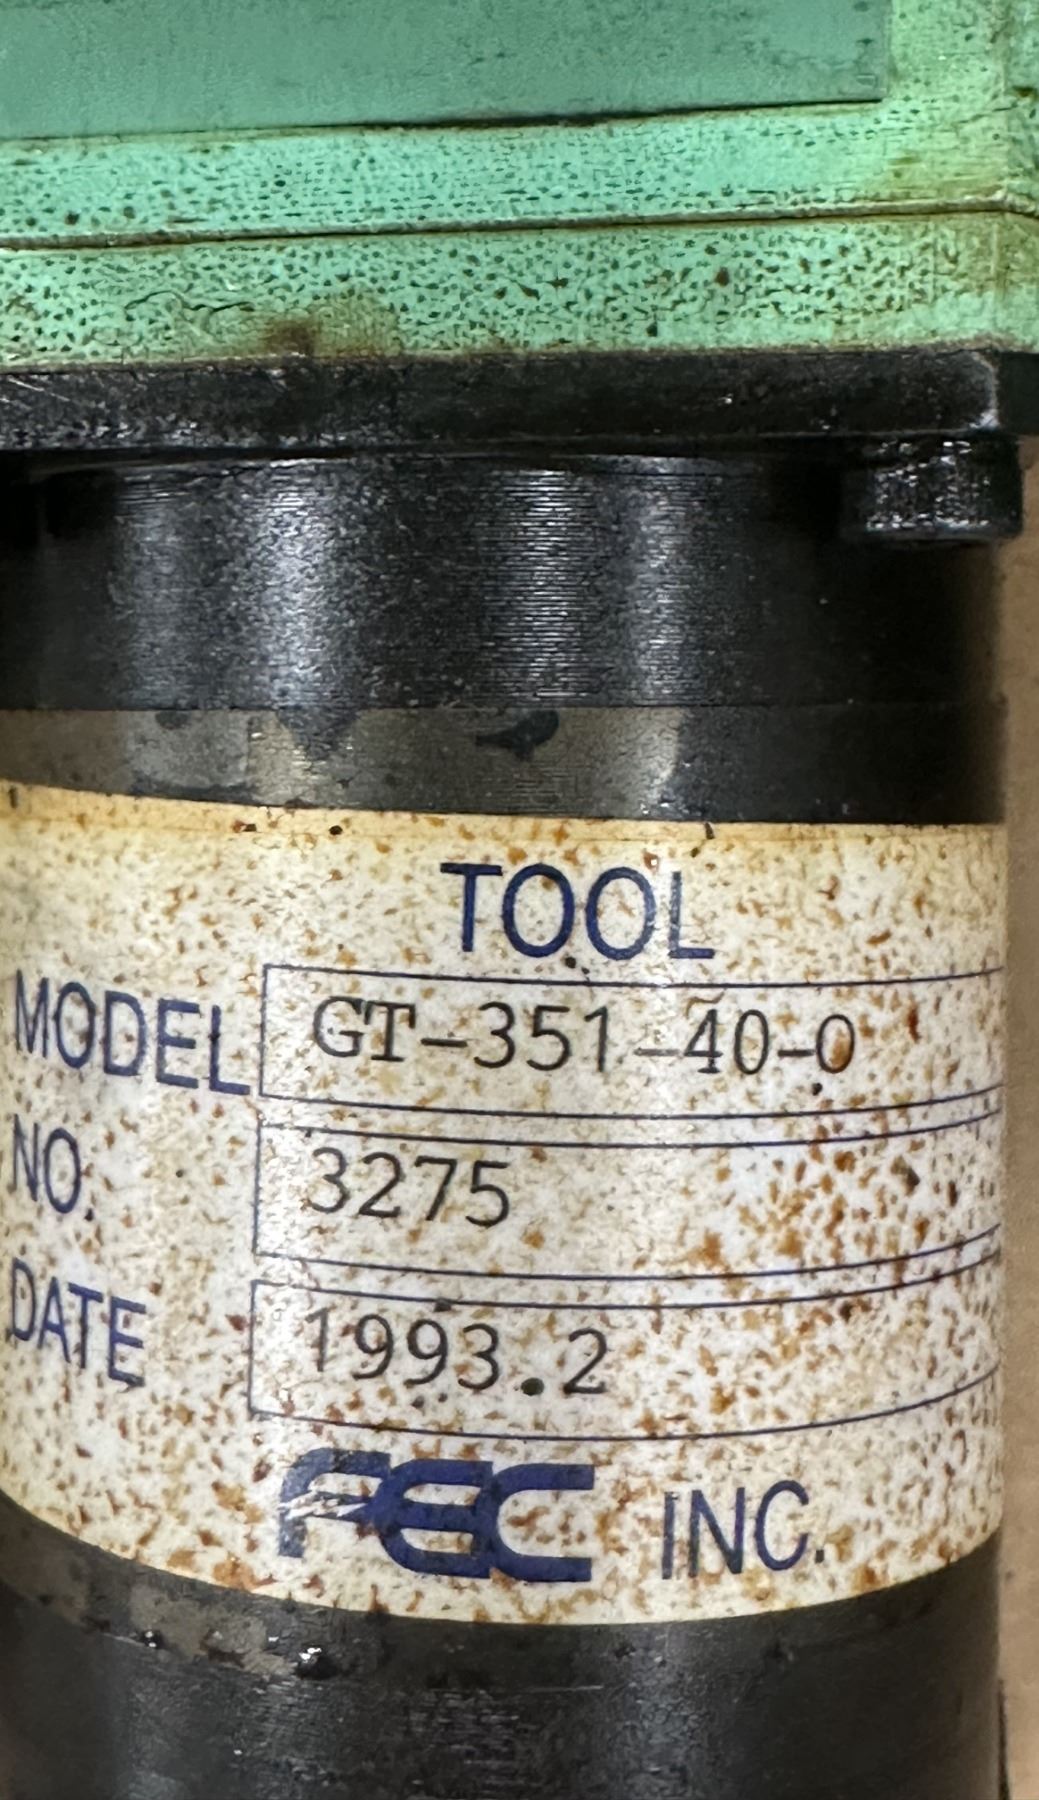 TOOL
MODEL GT-351-40-0
NO. 3275
DATE 1993.2
FEC INC.